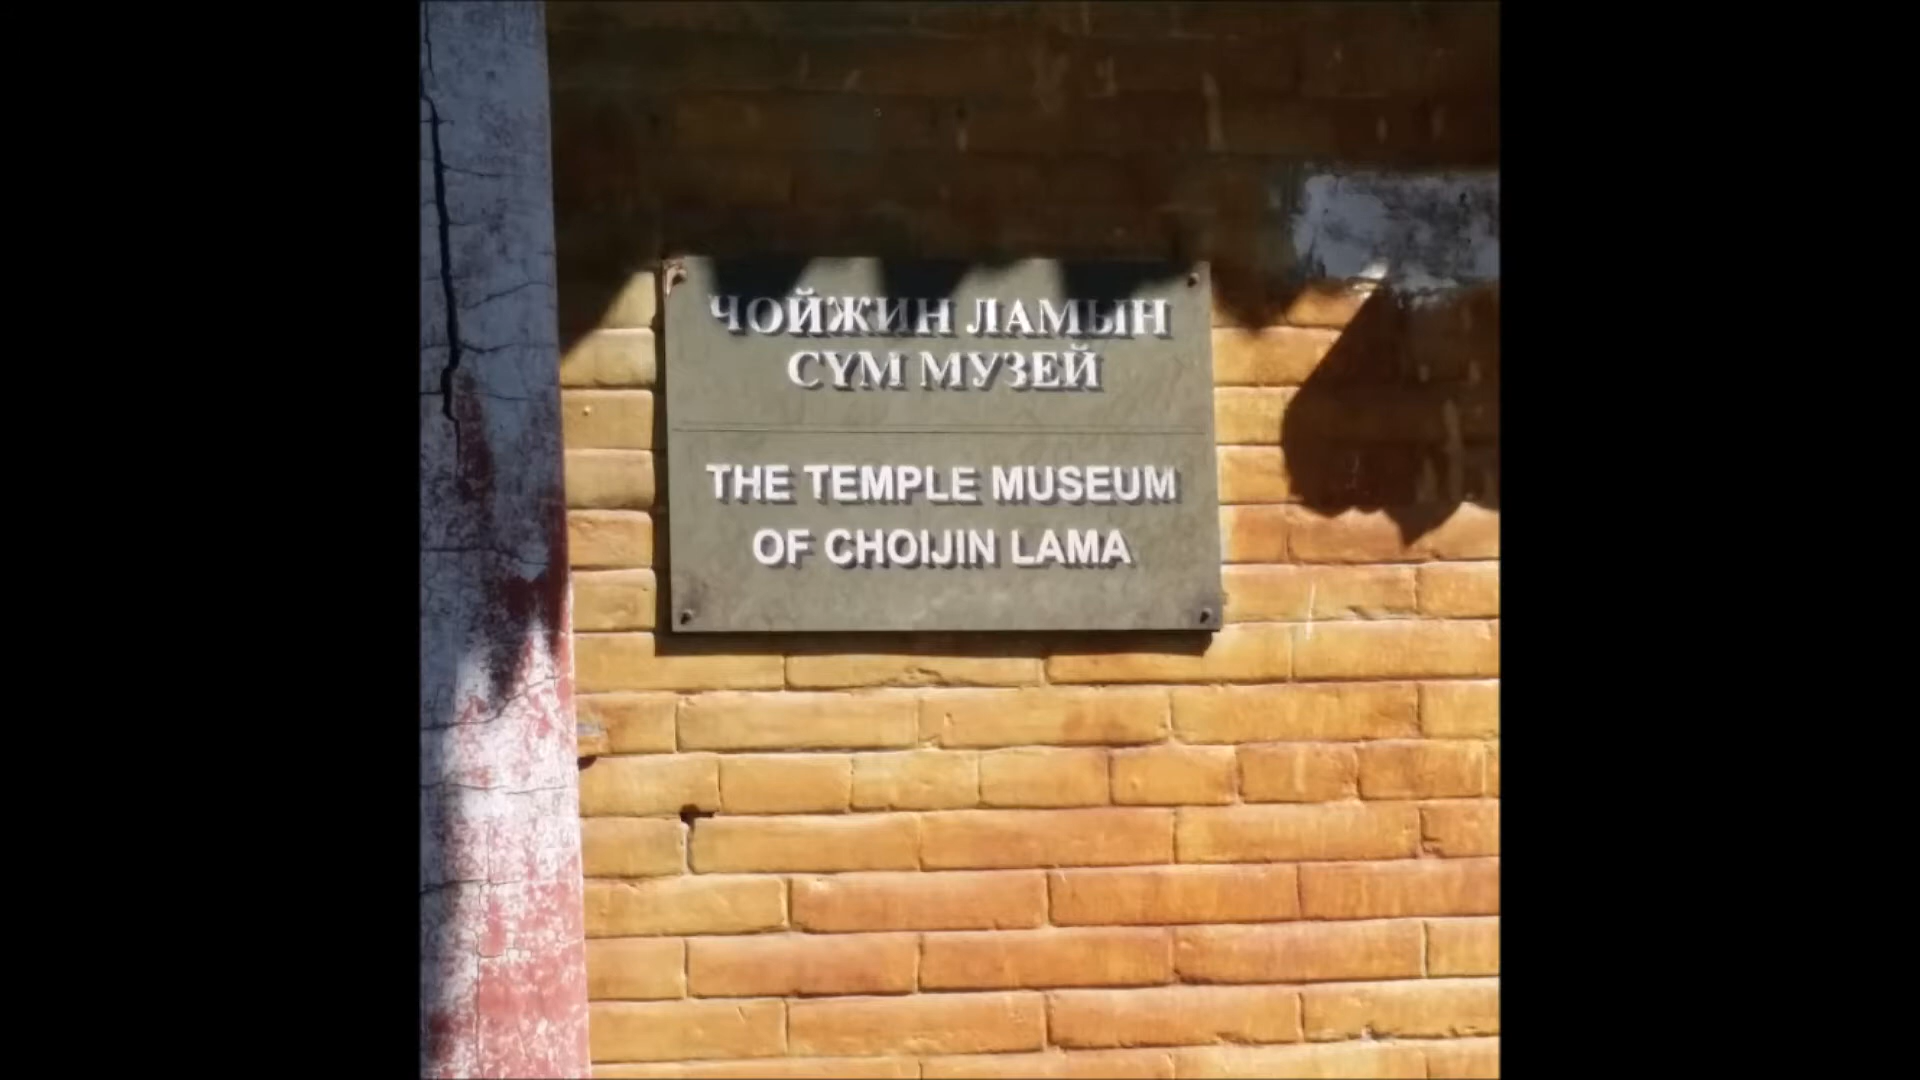 ЧОЙЖИН ЛАМЫН
СҮМ МУЗЕЙ
THE TEMPLE MUSEUM
OF CHOIJIN LAMA